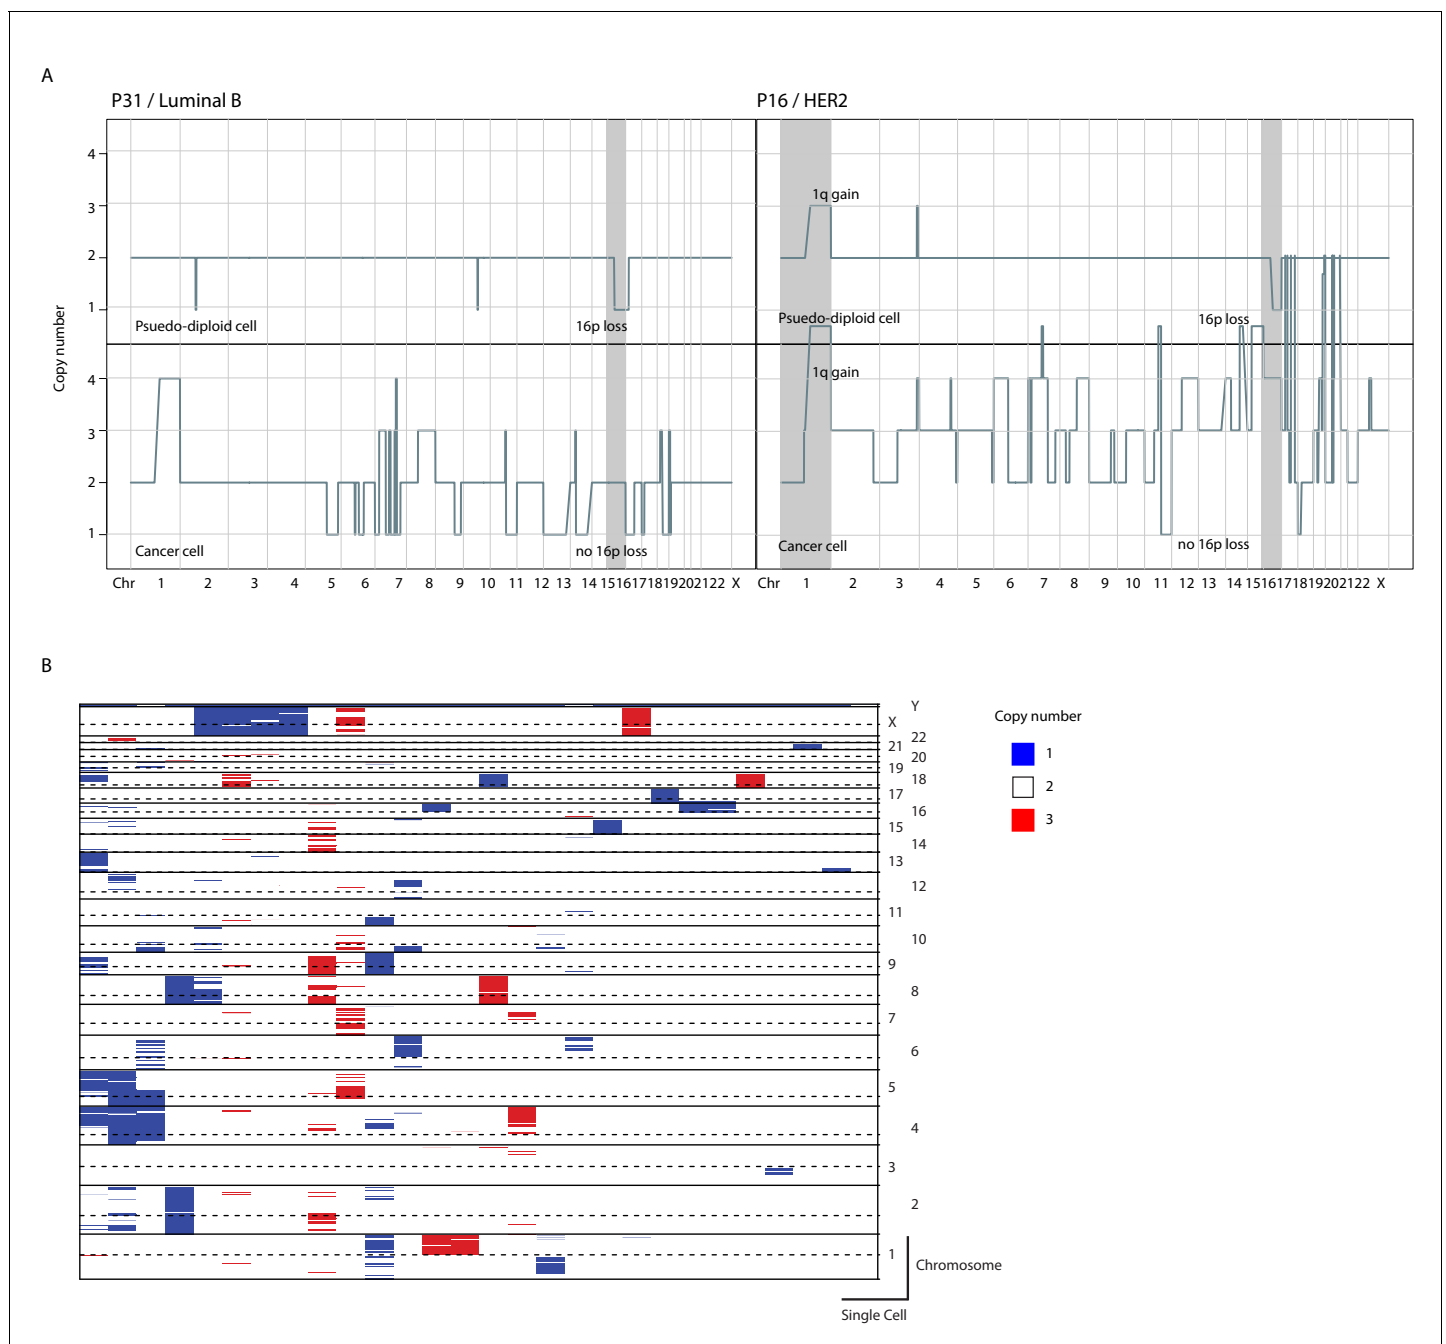 A
P31 / Luminal B
P16 / HER2
Copy number
4
3
2
1
Psuedo-diploid cell
16p loss
4
3
2
1
Cancer cell
no 16p loss
1q gain
Psuedo-diploid cell
16p loss
1q gain
Cancer cell
no 16p loss
Chr 1 2 3 4 5 6 7 8 9 10 11 12 13 14 15 16 17 18 19 20 21 22 X
Chr 1 2 3 4 5 6 7 8 9 10 11 12 13 14 15 16 17 18 19 20 21 22 X
B
Y
X
22
21
20
19
18
17
16
15
14
13
12
11
10
9
8
7
6
5
4
3
2
1
Copy number
1
2
3
Chromosome
Single Cell